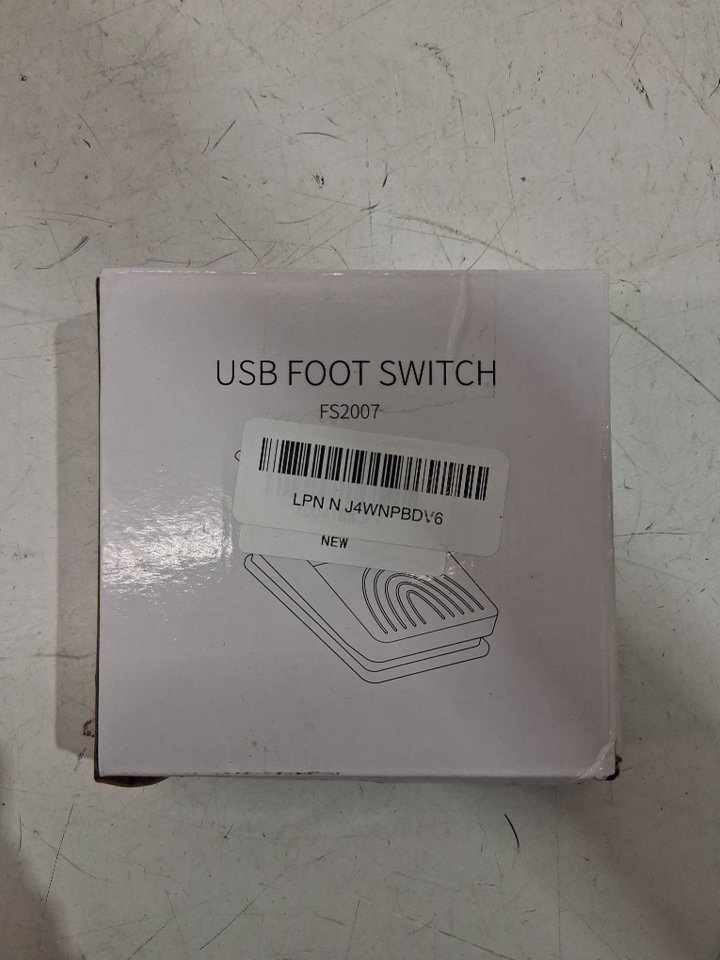 USB FOOT SWITCH
FS2007
LPN N J4WNPBDV6
NEW